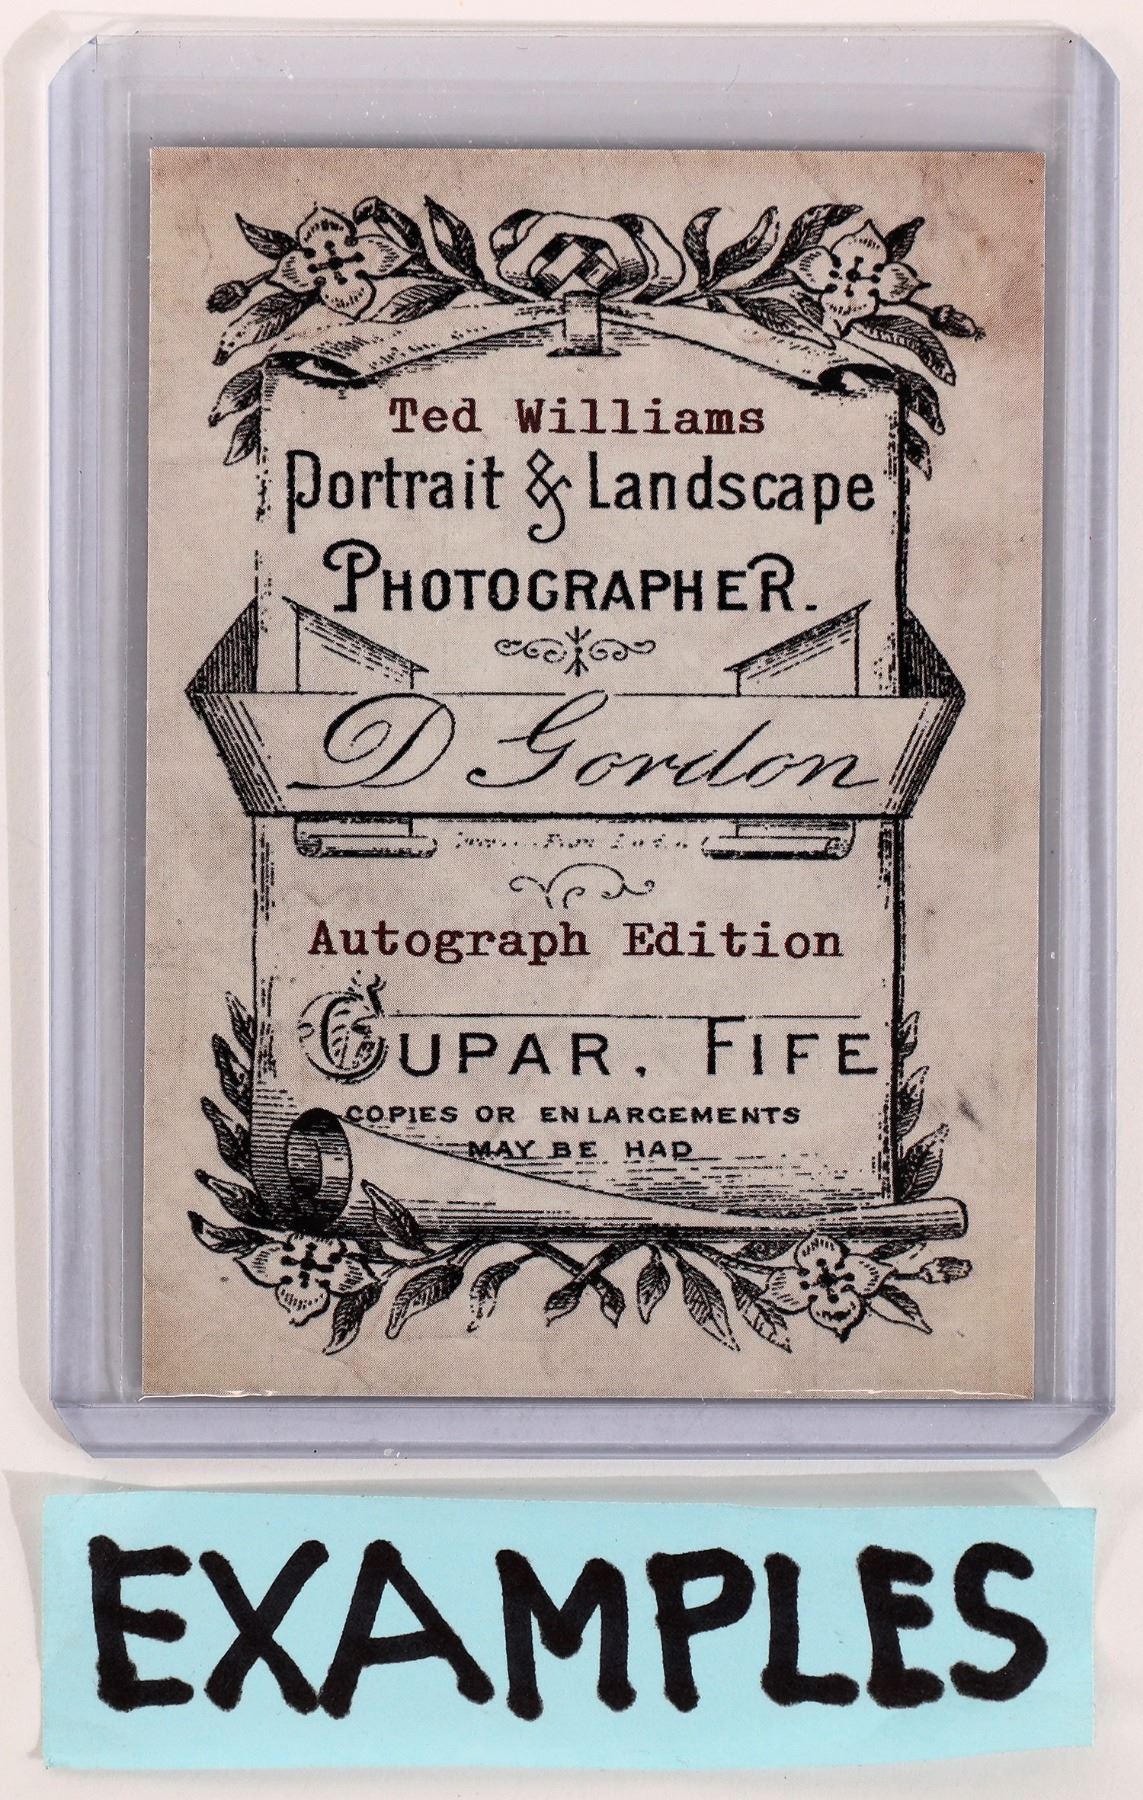 Ted Williams
Portrait & Landscape
PHOTOGRAPHER.
D Gordon
Autograph Edition
CUPAR, FIFE
COPIES OR ENLARGEMENTS
MAY BE HAD
EXAMPLES